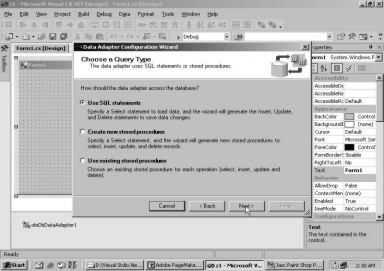 z1 - Microsoft Visual C# .NET [design] - Form1.cs [Design]
File Edit View Project Build Debug Data Format Tools Window Help
Debug
Form1.cs [Design]
Toolbox
Form1
Data Adapter Configuration Wizard
Choose a Query Type
The data adapter uses SQL statements or stored procedures.
How should the data adapter access the database?
Use SQL statements
Specify a Select statement to load data, and the wizard will generate the Insert, Update, and Delete statements to save data changes.
Create new stored procedures
Specify a Select statement, and the wizard will generate new stored procedures to select, insert, update, and delete records.
Use existing stored procedures
Choose an existing stored procedure for each operation (select, insert, update and delete).
Cancel
< Back
Next >
Finish
oleDbDataAdapter1
operties
orm1 System.Windows.F
Accessibility
AccessibleDe
AccessibleNa
AccessibleRc Default
Appearance
BackColor Control
BackgroundI (none)
Cursor Default
Font Microsoft Sar
ForeColor Control
FormBorderS Sizable
RightToLeft No
Text Form1
Behavior
AllowDrop False
ContextMen (none)
Enabled True
ImeMode NoControl
Configurations
Text
The text contained in the control.
Ready
Start
D:\Visual Stdio.Ne...
Adobe PageMake...
z1 - Microsoft V...
Jasc Paint Shop P...
2:38 AM